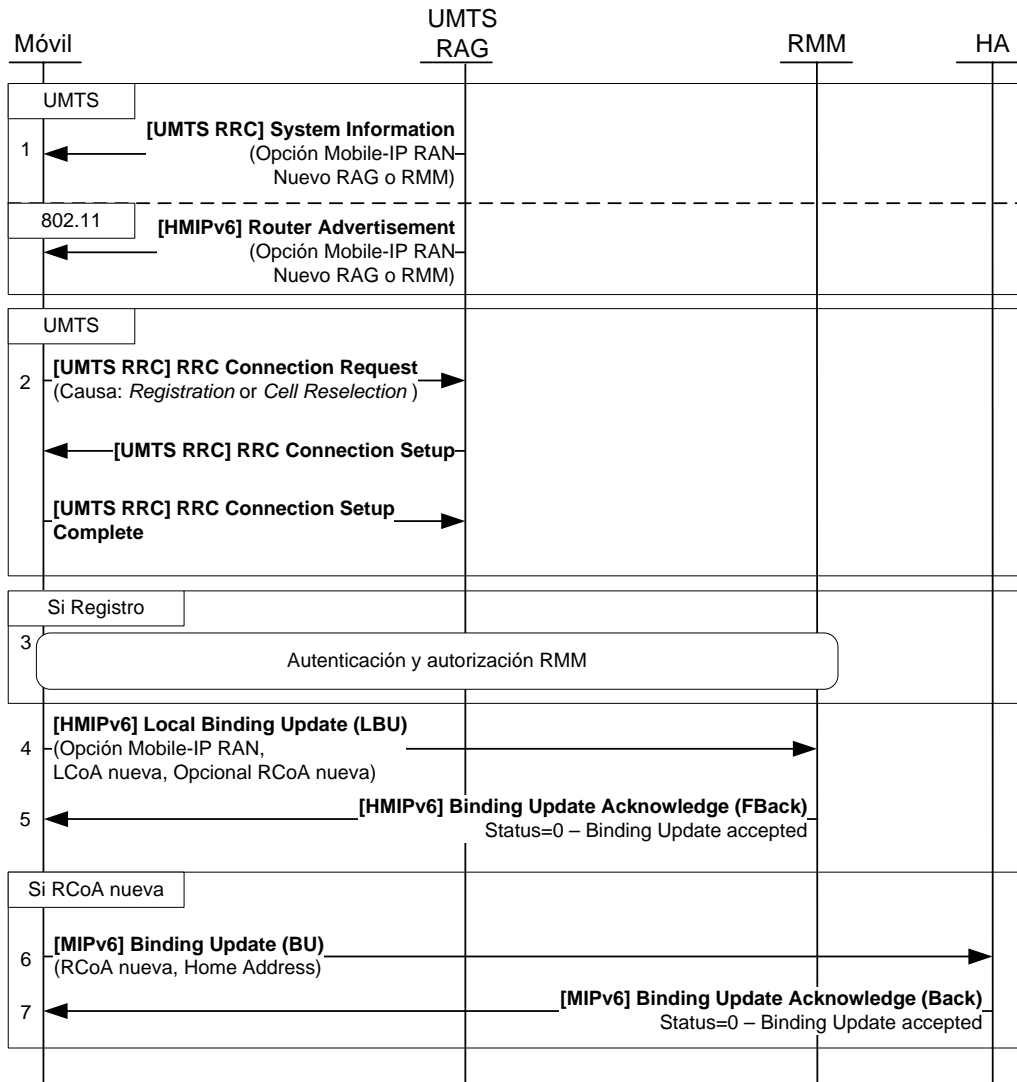 UMTS
Móvil
RAG
RMM
HA
UMTS
1
[UMTS RRC] System Information
(Opción Mobile-IP RAN
Nuevo RAG o RMM)
802.11
[HMIPv6] Router Advertisement
(Opción Mobile-IP RAN
Nuevo RAG o RMM)
UMTS
2
[UMTS RRC] RRC Connection Request
(Causa: Registration or Cell Reselection )
[UMTS RRC] RRC Connection Setup
[UMTS RRC] RRC Connection Setup
Complete
Si Registro
3
Autenticación y autorización RMM
[HMIPv6] Local Binding Update (LBU)
4
(Opción Mobile-IP RAN,
LCoA nueva, Opcional RCoA nueva)
[HMIPv6] Binding Update Acknowledge (FBack)
5
Status=0 – Binding Update accepted
Si RCoA nueva
[MIPv6] Binding Update (BU)
6
(RCoA nueva, Home Address)
[MIPv6] Binding Update Acknowledge (Back)
7
Status=0 – Binding Update accepted